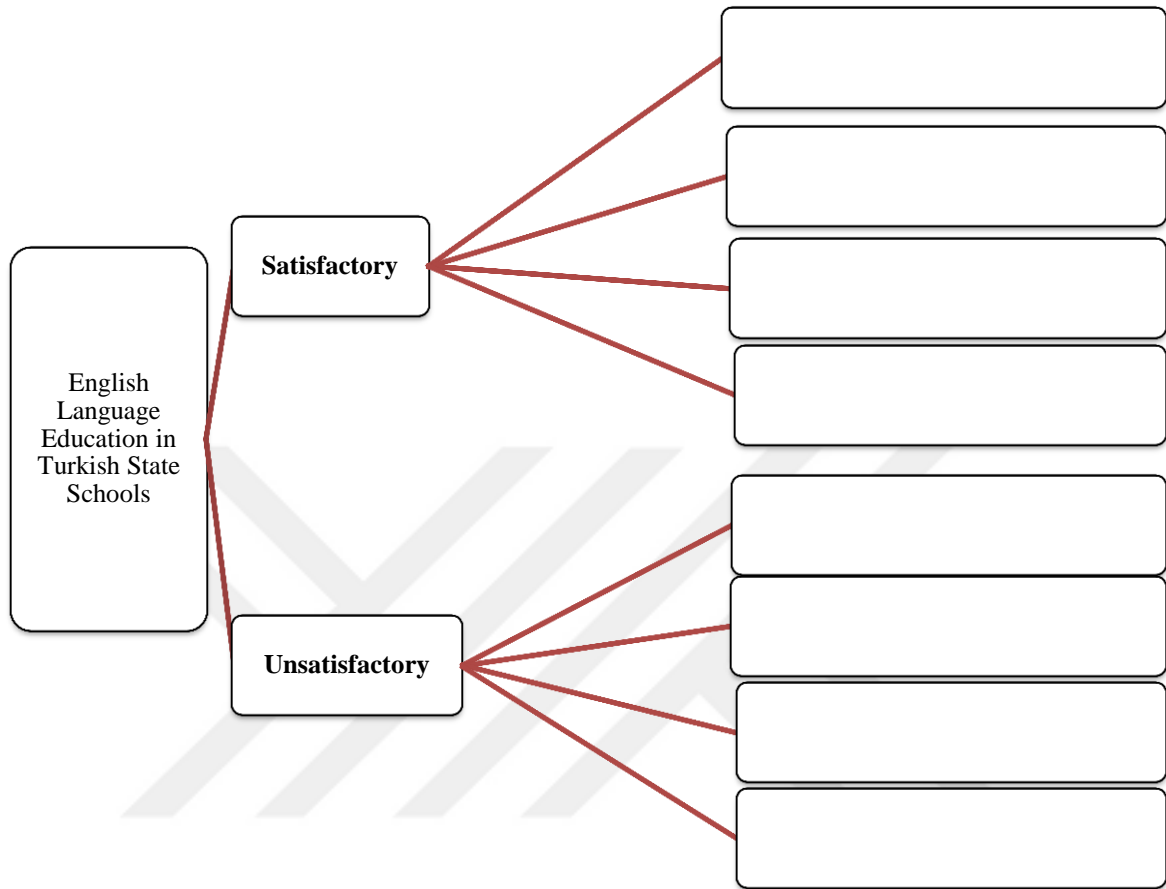 English
Language
Education in
Turkish State
Schools
Satisfactory
Unsatisfactory